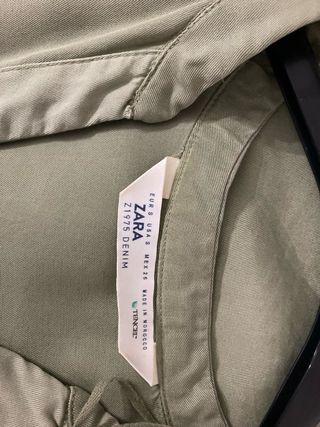 EUR S USA S MEX 26
ZARA
Z1975 DENIM
MADE IN MOROCCO
TENCEL